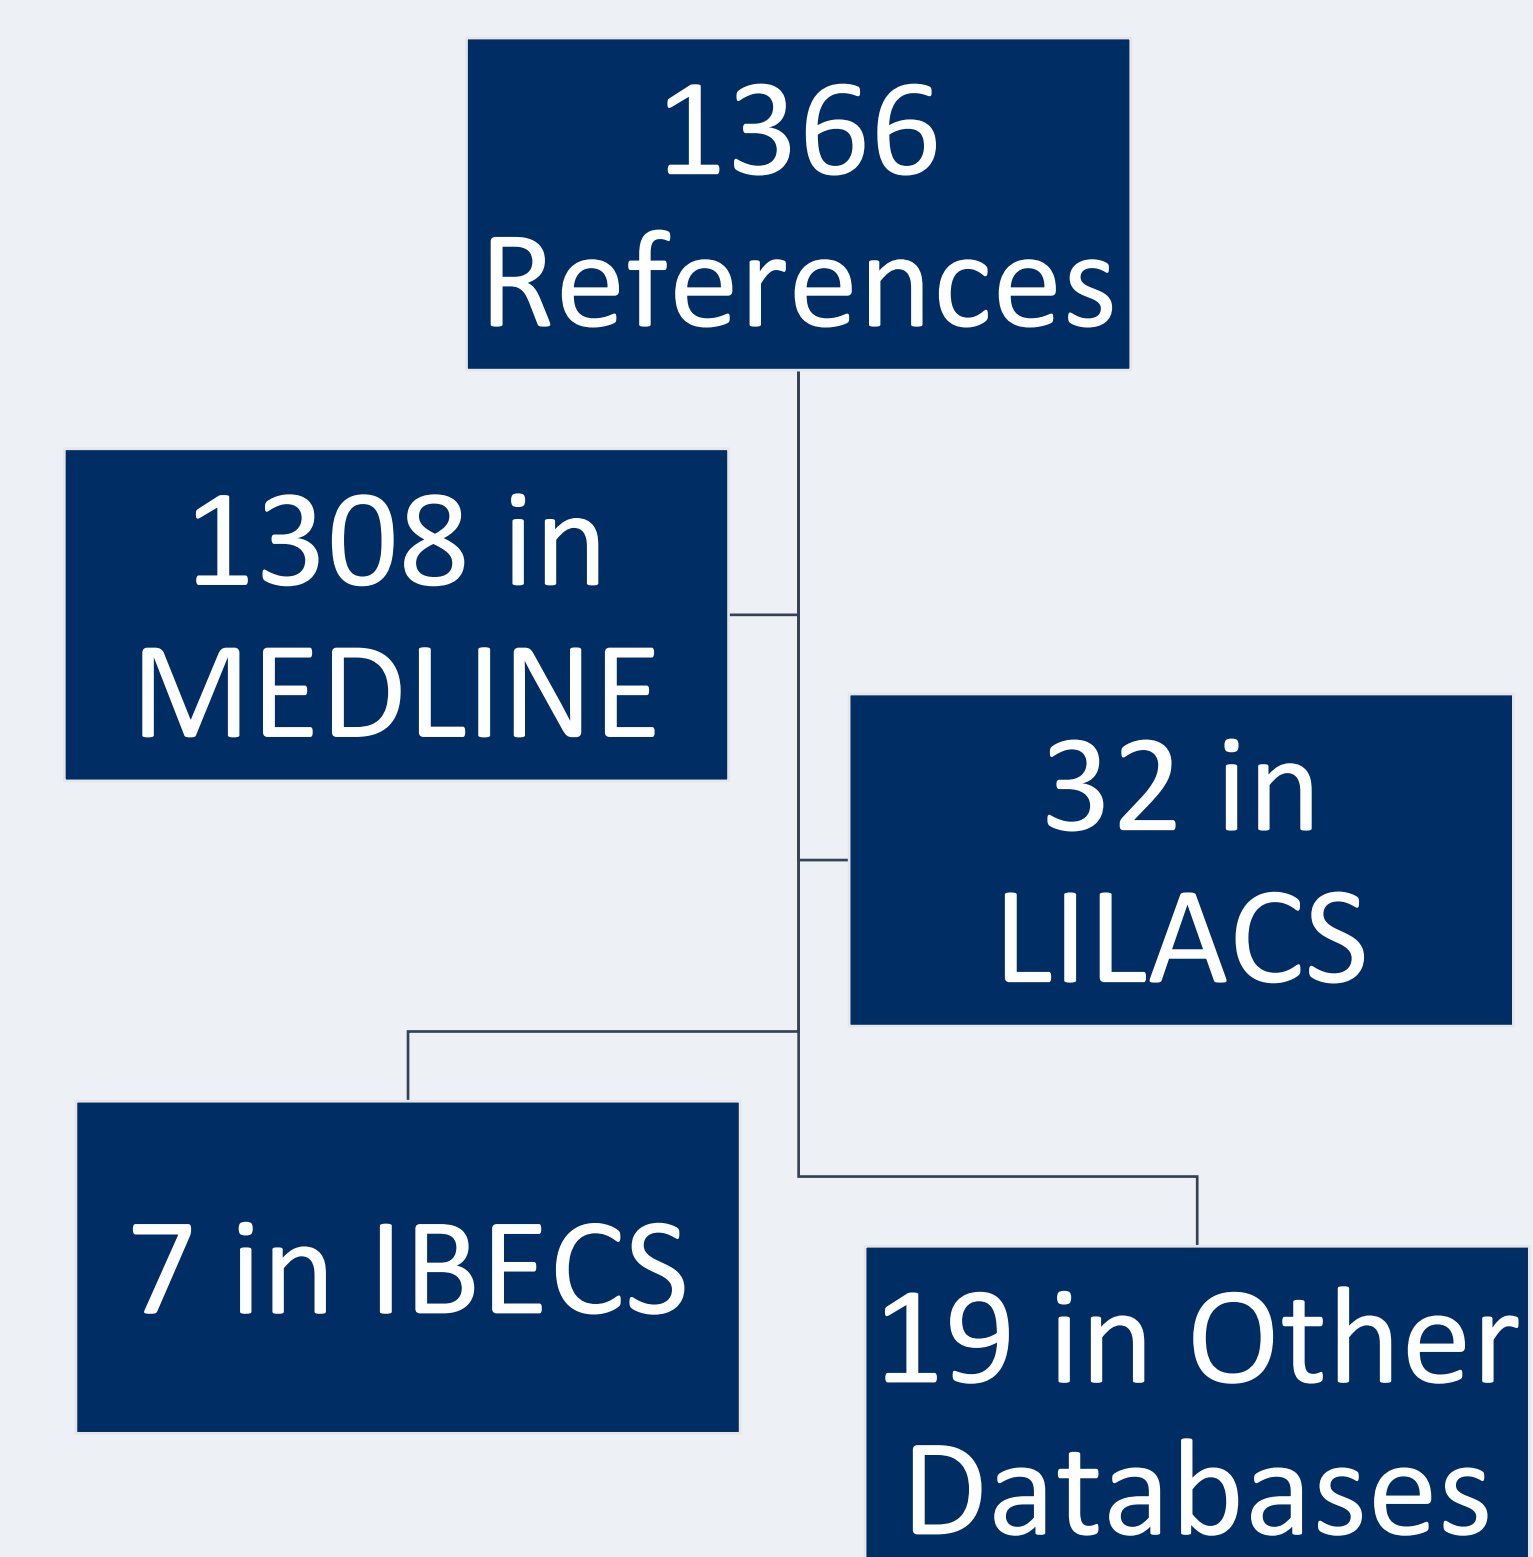 1366
References
1308 in
MEDLINE
32 in
LILACS
7 in IBECS
19 in Other
Databases